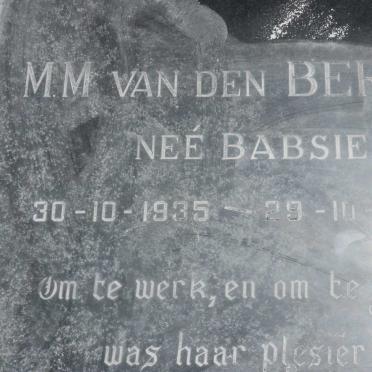 M.M VAN DEN BE
NEÉ BABSIE
30-10-1935 — 29-10
Om te werk, en om te
was haar plesier